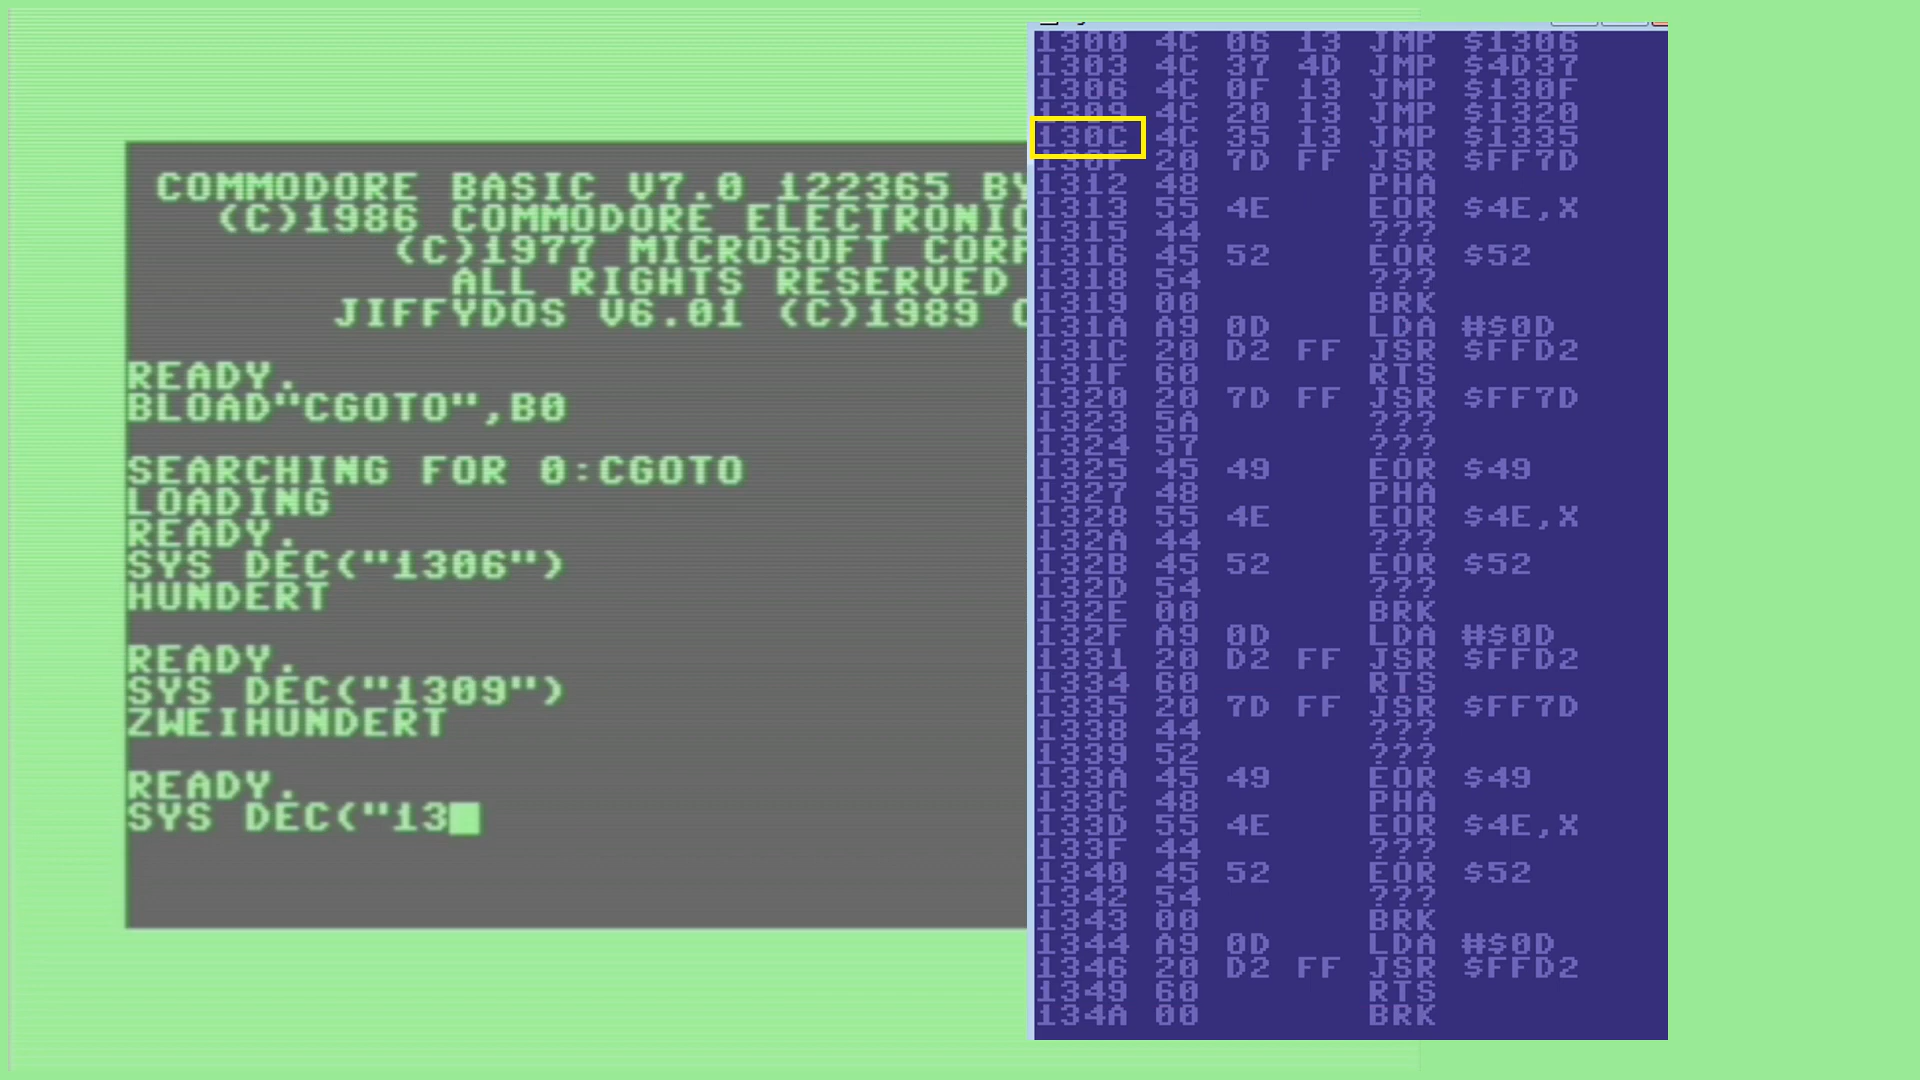 COMMODORE BASIC V7.0 122365 BY
(C)1986 COMMODORE ELECTRONIC
(C)1977 MICROSOFT CORP
ALL RIGHTS RESERVED
JIFFYDOS V6.01 (C)1989
READY.
BLOAD"CGOTO",B0
SEARCHING FOR 0:CGOTO
LOADING
READY.
SYS DEC("1306")
HUNDERT
READY.
SYS DEC("1309")
ZWEIHUNDERT
READY.
SYS DEC("13
1300 4C 06 13 JMP $1306
1303 4C 37 4D JMP $4D37
1306 4C 0F 13 JMP $130F
1309 4C 20 13 JMP $1320
130C 4C 35 13 JMP $1335
130F 20 7D FF JSR $FF7D
1312 48 PHA
1313 55 4E EOR $4E,X
1315 44 ???
1316 45 52 EOR $52
1318 54 ???
1319 00 BRK
131A A9 0D LDA #$0D
131C 20 D2 FF JSR $FFD2
131F 60 RTS
1320 20 7D FF JSR $FF7D
1323 5A ???
1324 57 ???
1325 45 49 EOR $49
1327 48 PHA
1328 55 4E EOR $4E,X
132A 44 ???
132B 45 52 EOR $52
132D 54 ???
132E 00 BRK
132F A9 0D LDA #$0D
1331 20 D2 FF JSR $FFD2
1334 60 RTS
1335 20 7D FF JSR $FF7D
1338 44 ???
1339 52 ???
133A 45 49 EOR $49
133C 48 PHA
133D 55 4E EOR $4E,X
133F 44 ???
1340 45 52 EOR $52
1342 54 ???
1343 00 BRK
1344 A9 0D LDA #$0D
1346 20 D2 FF JSR $FFD2
1349 60 RTS
134A 00 BRK